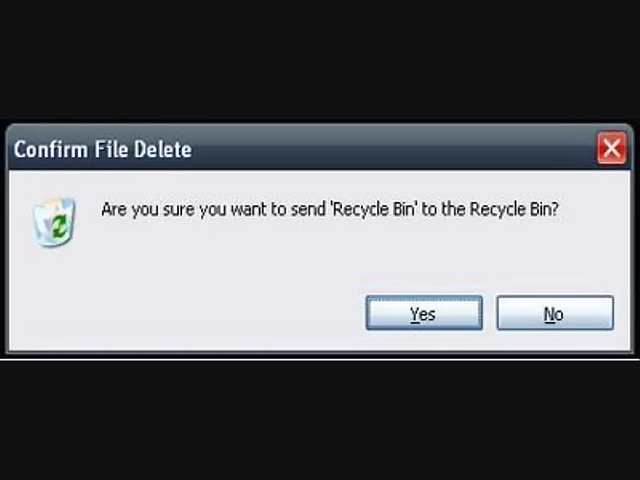 Confirm File Delete
Are you sure you want to send 'Recycle Bin' to the Recycle Bin?
Yes
No